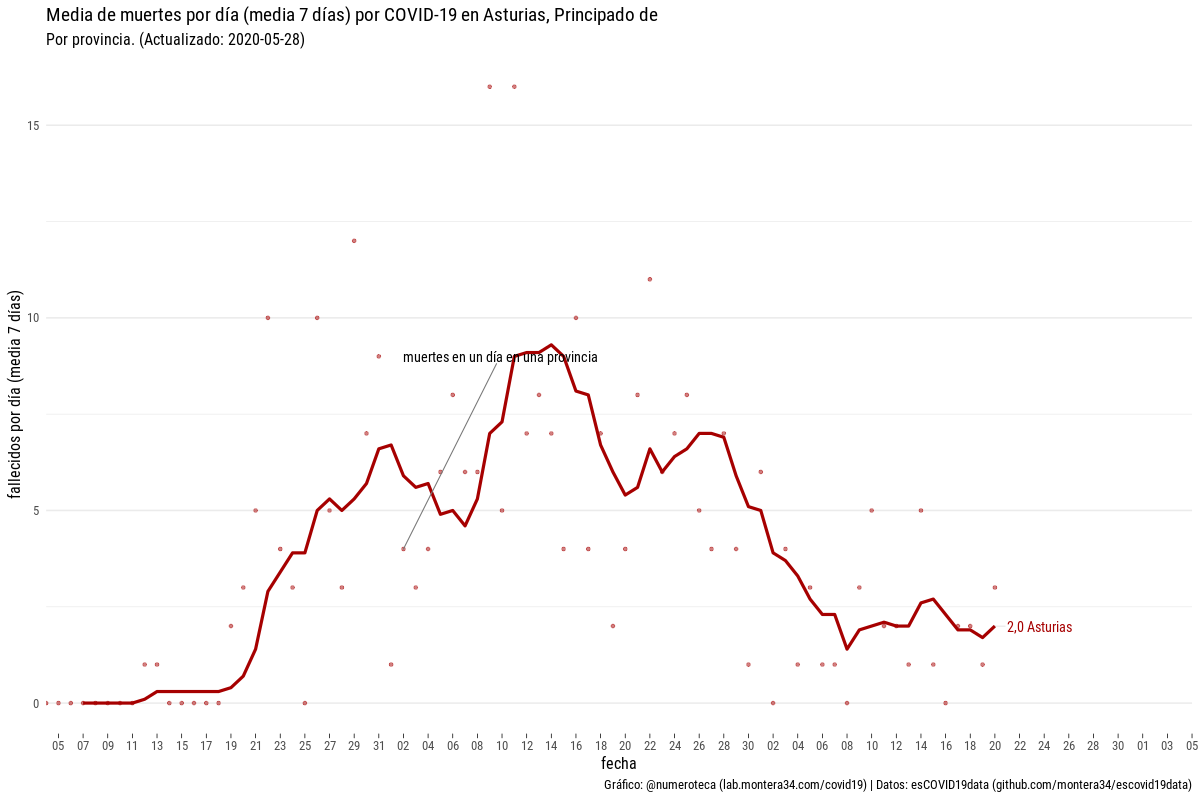 Media de muertes por día (media 7 días) por COVID-19 en Asturias, Principado de
Por provincia. (Actualizado: 2020-05-28)
fallecidos por día (media 7 días)
15
10
5
0
muertes en un día en una provincia
2,0 Asturias
05 07 09 11 13 15 17 19 21 23 25 27 29 31 02 04 06 08 10 12 14 16 18 20 22 24 26 28 30 02 04 06 08 10 12 14 16 18 20 22 24 26 28 30 01 03 05
fecha
Gráfico: @numeroteca (lab.montera34.com/covid19) | Datos: esCOVID19data (github.com/montera34/escovid19data)